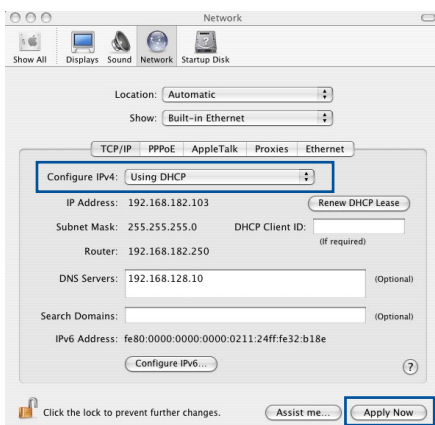 Network
Show All Displays Sound Network Startup Disk
Location: Automatic
Show: Built-in Ethernet
TCP/IP PPPoE AppleTalk Proxies Ethernet
Configure IPv4: Using DHCP
IP Address: 192.168.182.103 Renew DHCP Lease
Subnet Mask: 255.255.255.0 DHCP Client ID:
(If required)
Router: 192.168.182.250
DNS Servers: 192.168.128.10 (Optional)
Search Domains: (Optional)
IPv6 Address: fe80:0000:0000:0000:0211:24ff:fe32:b18e
Configure IPv6... ?
Click the lock to prevent further changes. Assist me... Apply Now